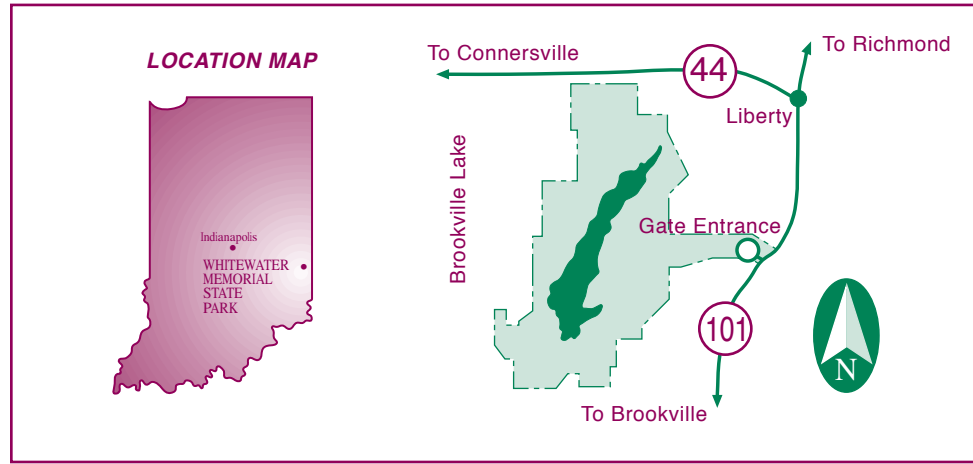 LOCATION MAP
Indianapolis
WHITEWATER
MEMORIAL
STATE
PARK
To Connersville
44
To Richmond
Liberty
Brookville Lake
Gate Entrance
101
To Brookville
N